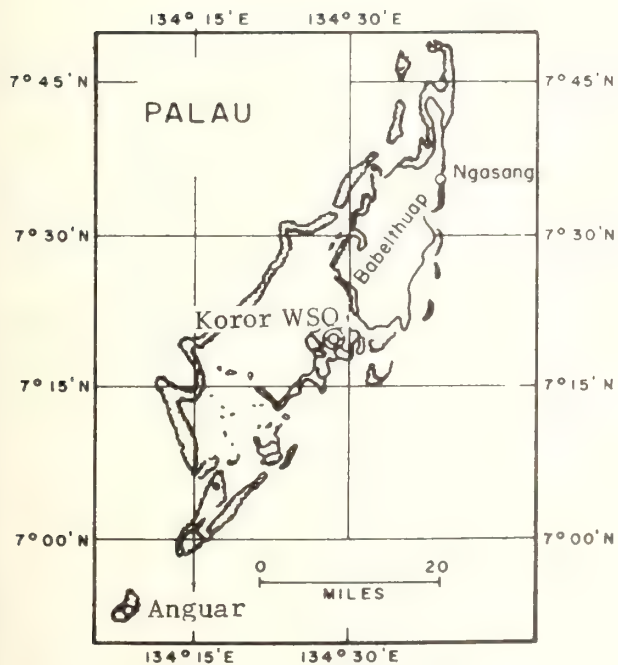 134° 15' E 134° 30' E
7° 45' N 7° 45' N
PALAU
Ngasang
Babelthuap
7° 30' N 7° 30' N
Koror WSO
7° 15' N 7° 15' N
7° 00' N 7° 00' N
0 20
MILES
Anguar
134° 15' E 134° 30' E